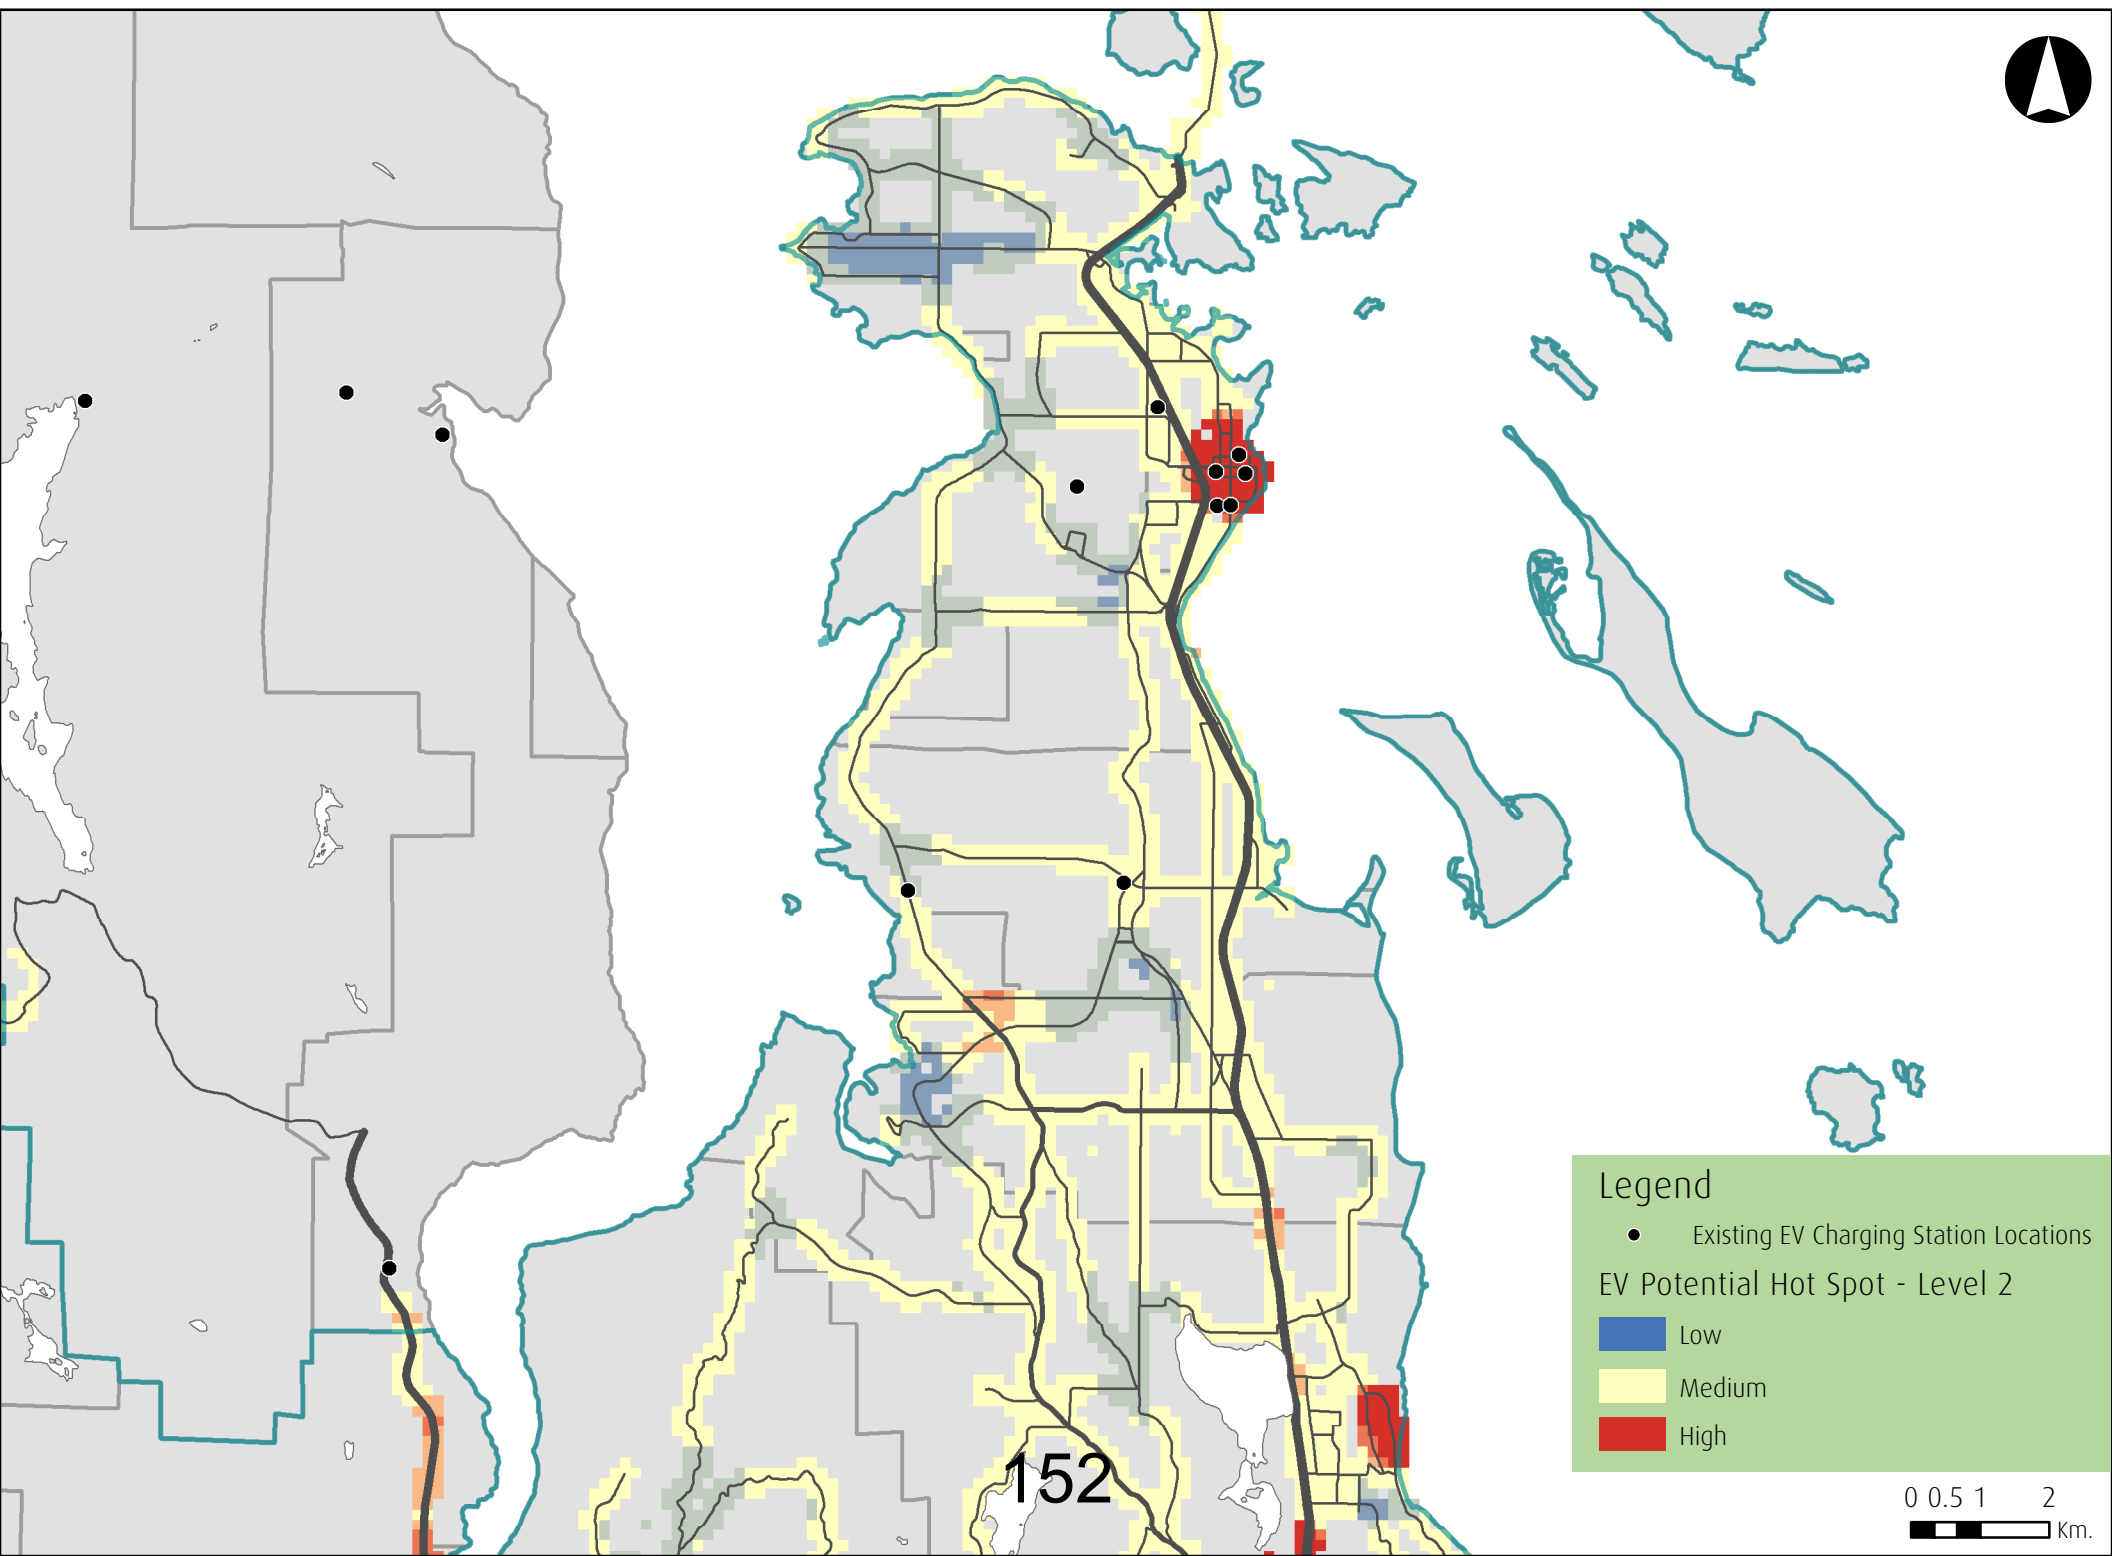 Legend
Existing EV Charging Station Locations
EV Potential Hot Spot - Level 2
Low
Medium
High
152
0 0.5 1 2
Km.